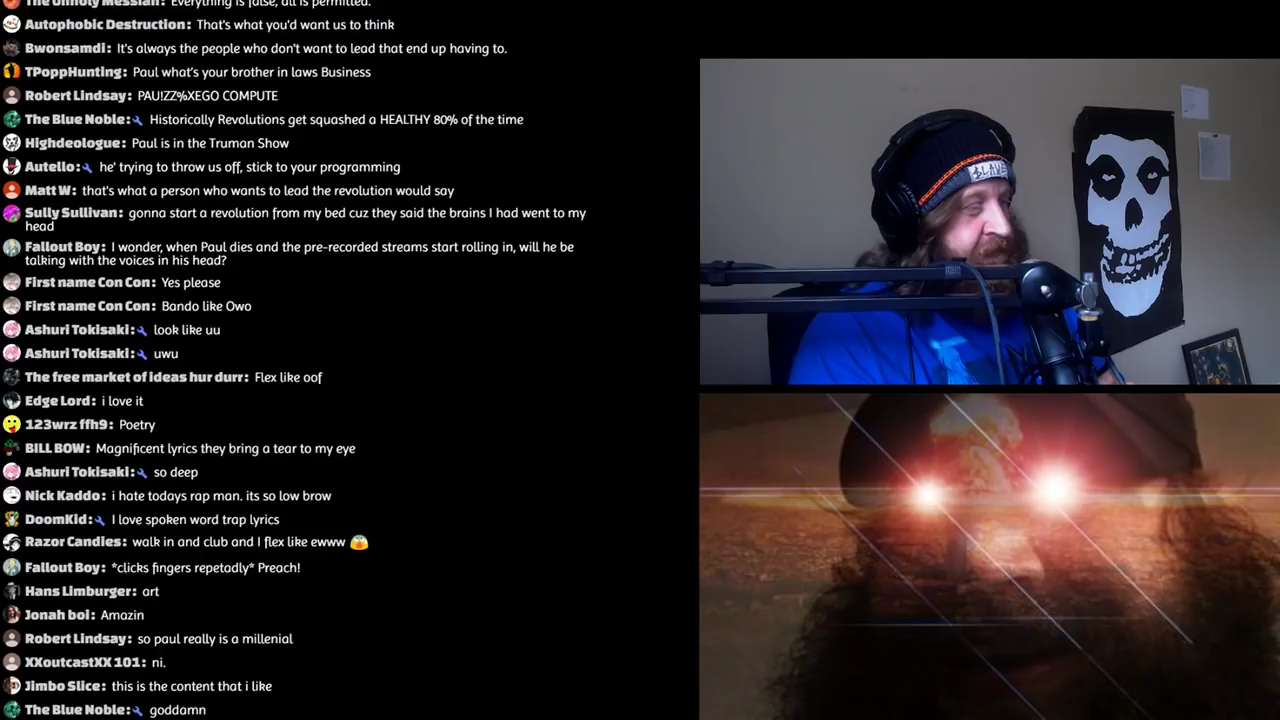 The Unholy Messiah: Everything is false, all is permitted.
Autophobic Destruction: That's what you'd want us to think
Bwonsamdi: It's always the people who don't want to lead that end up having to.
TPoppHunting: Paul what's your brother in laws Business
Robert Lindsay: PAU!ZZ%XEGO COMPUTE
The Blue Noble: Historically Revolutions get squashed a HEALTHY 80% of the time
Highdeologue: Paul is in the Truman Show
Autello: he' trying to throw us off, stick to your programming
Matt W: that's what a person who wants to lead the revolution would say
Sully Sullivan: gonna start a revolution from my bed cuz they said the brains I had went to my
head
Fallout Boy: I wonder, when Paul dies and the pre-recorded streams start rolling in, will he be
talking with the voices in his head?
First name Con Con: Yes please
First name Con Con: Bando like Owo
Ashuri Tokisaki: look like uu
Ashuri Tokisaki: uwu
The free market of ideas hur durr: Flex like oof
Edge Lord: i love it
123wrz ffh9: Poetry
BILL BOW: Magnificent lyrics they bring a tear to my eye
Ashuri Tokisaki: so deep
Nick Kaddo: i hate todays rap man. its so low brow
DoomKid: I love spoken word trap lyrics
Razor Candies: walk in and club and I flex like ewww 😱
Fallout Boy: *clicks fingers repetadly* Preach!
Hans Limburger: art
Jonah boi: Amazin
Robert Lindsay: so paul really is a millenial
XXoutcastXX 101: ni.
Jimbo Slice: this is the content that i like
The Blue Noble: goddamn